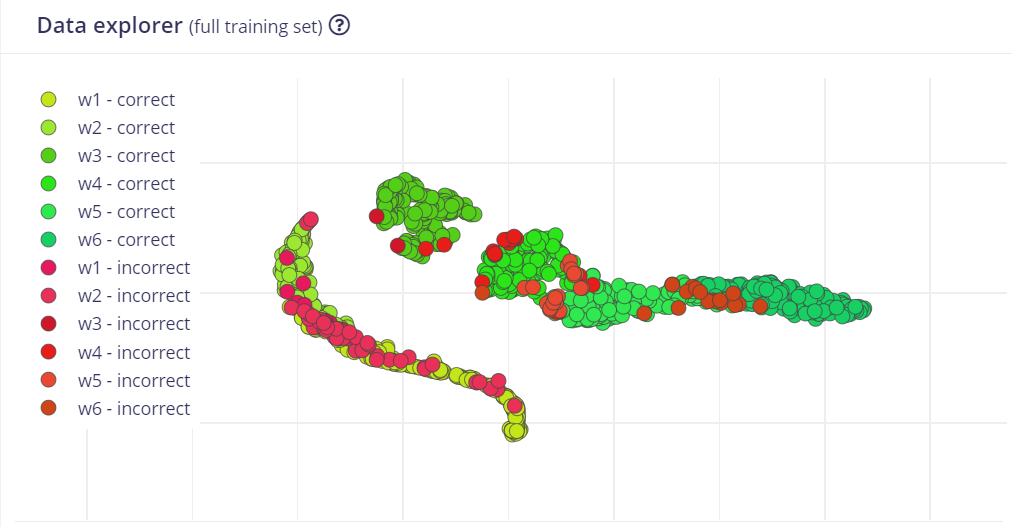 Data explorer (full training set) ?
w1 - correct
w2 - correct
w3 - correct
w4 - correct
w5 - correct
w6 - correct
w1 - incorrect
w2 - incorrect
w3 - incorrect
w4 - incorrect
w5 - incorrect
w6 - incorrect